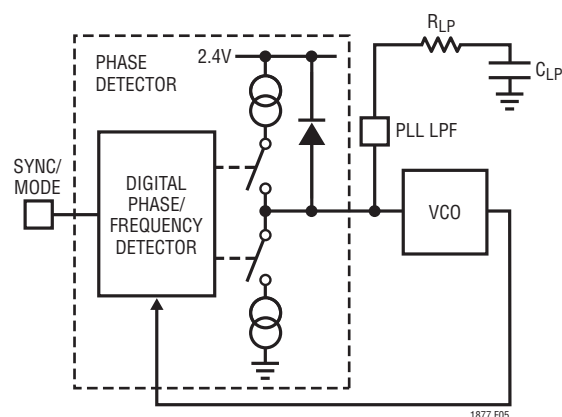 PHASE
DETECTOR
2.4V
R_LP
C_LP
PLL LPF
SYNC/
MODE
DIGITAL
PHASE/
FREQUENCY
DETECTOR
VCO
1877 F05